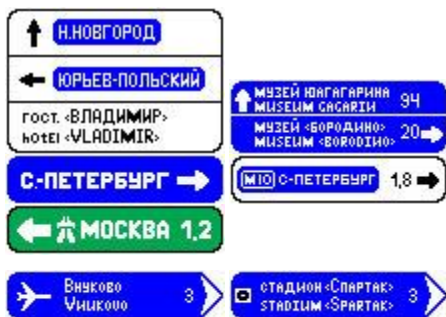 Н.НОВГОРОД
ЮРЬЕВ-ПОЛЬСКИЙ
гост. <ВЛАДИМИР>
hotel <VLADIMIR>
С.-ПЕТЕРБУРГ
МОСКВА 1,2
МУЗЕЙ ЮАГАГАРИНА 94
MUSEUM GAGARIN
МУЗЕЙ <БОРОДИНО> 20
MUSEUM <BORODINO>
М10 С-ПЕТЕРБУРГ 1,8
Внуково 3
Vnukovo
СТАДИОН <Спартак> 3
STADIUM <Spartak>